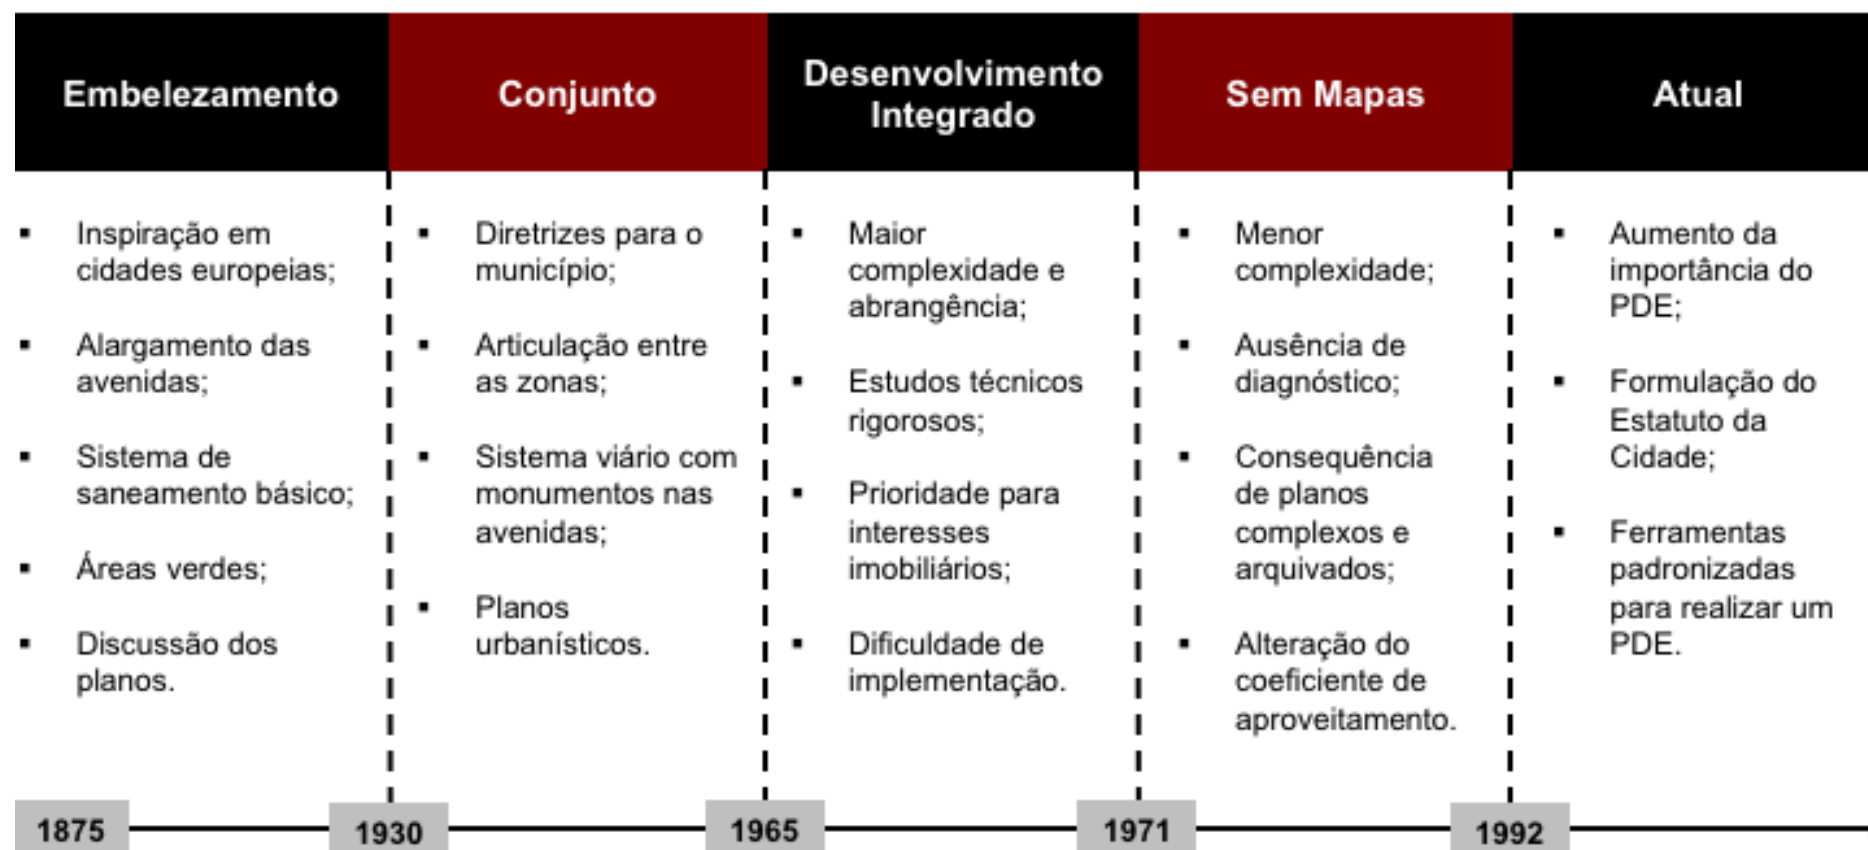 Embelezamento
Conjunto
Desenvolvimento
Integrado
Sem Mapas
Atual
▪ Inspiração em
cidades europeias;
▪ Alargamento das
avenidas;
▪ Sistema de
saneamento básico;
▪ Áreas verdes;
▪ Discussão dos
planos.
▪ Diretrizes para o
município;
▪ Articulação entre
as zonas;
▪ Sistema viário com
monumentos nas
avenidas;
▪ Planos
urbanísticos.
▪ Maior
complexidade e
abrangência;
▪ Estudos técnicos
rigorosos;
▪ Prioridade para
interesses
imobiliários;
▪ Dificuldade de
implementação.
▪ Menor
complexidade;
▪ Ausência de
diagnóstico;
▪ Consequência
de planos
complexos e
arquivados;
▪ Alteração do
coeficiente de
aproveitamento.
▪ Aumento da
importância do
PDE;
▪ Formulação do
Estatuto da
Cidade;
▪ Ferramentas
padronizadas
para realizar um
PDE.
1875
1930
1965
1971
1992